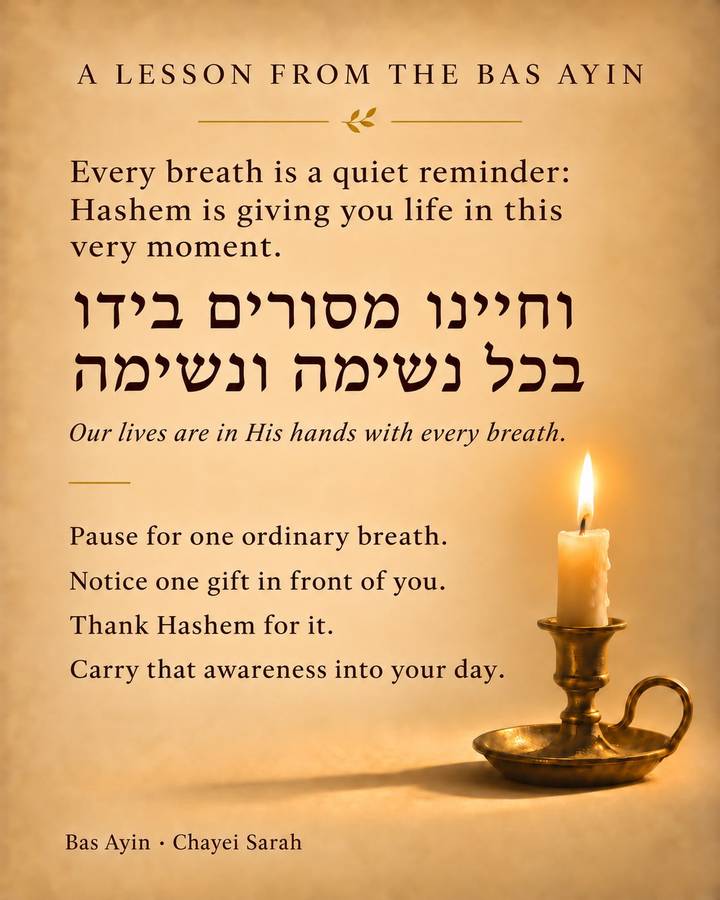 A LESSON FROM THE BAS AYIN
Every breath is a quiet reminder:
Hashem is giving you life in this
very moment.
וחיינו מסורים בידו
בכל נשימה ונשימה
Our lives are in His hands with every breath.
Pause for one ordinary breath.
Notice one gift in front of you.
Thank Hashem for it.
Carry that awareness into your day.
Bas Ayin · Chayei Sarah